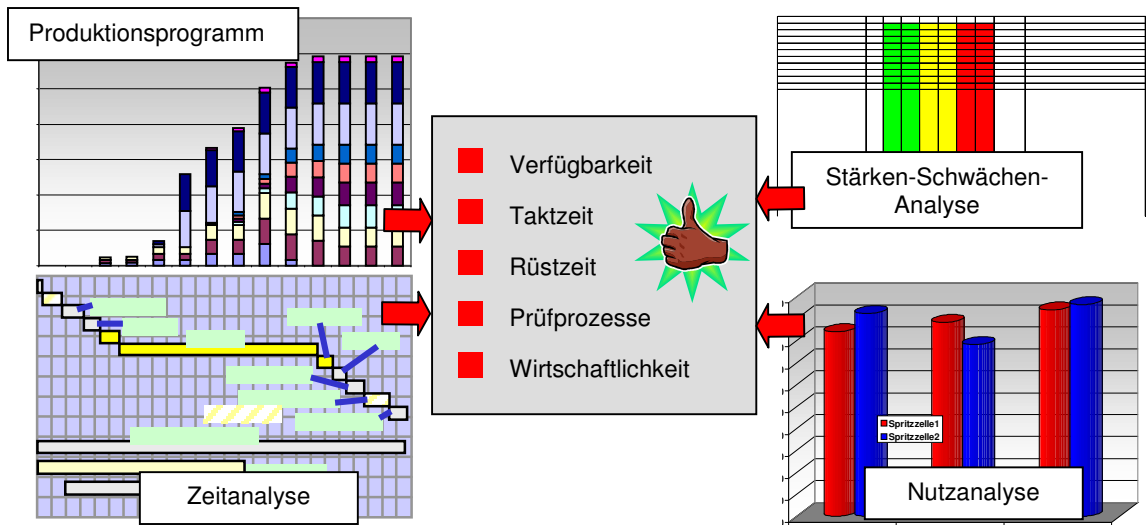 Produktionsprogramm
Verfügbarkeit
Taktzeit
Rüstzeit
Prüfprozesse
Wirtschaftlichkeit
Stärken-Schwächen-
Analyse
Zeitanalyse
Spritzzelle1
Spritzzelle2
Nutzanalyse